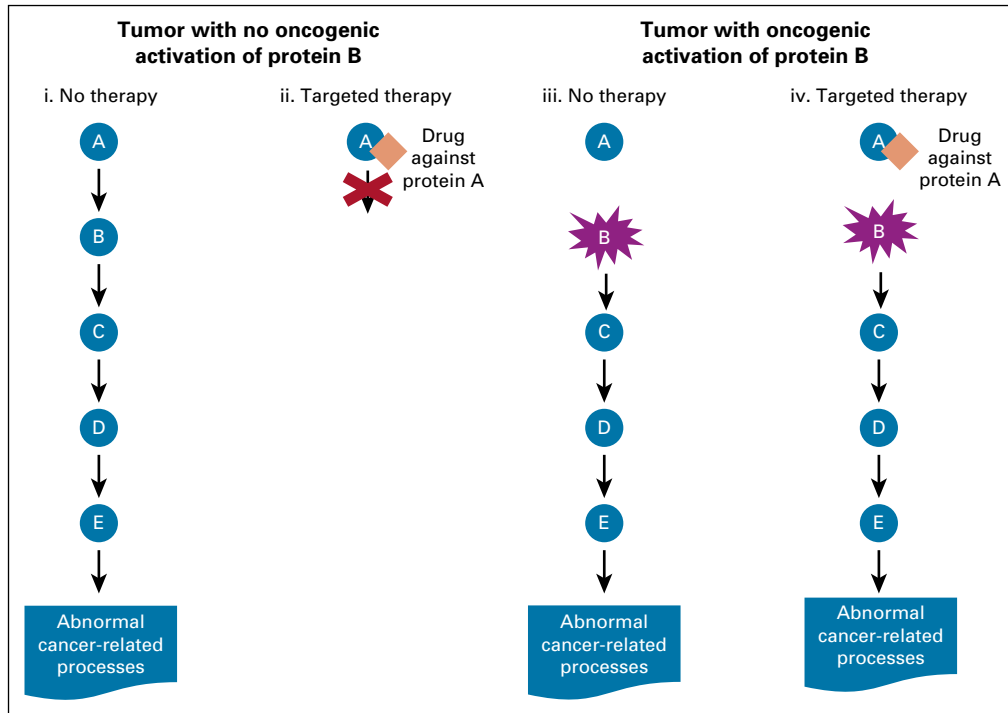 Tumor with no oncogenic
activation of protein B
i. No therapy
A
B
C
D
E
Abnormal
cancer-related
processes
ii. Targeted therapy
A
Drug
against
protein A
Tumor with oncogenic
activation of protein B
iii. No therapy
A
B
C
D
E
Abnormal
cancer-related
processes
iv. Targeted therapy
A
Drug
against
protein A
B
C
D
E
Abnormal
cancer-related
processes